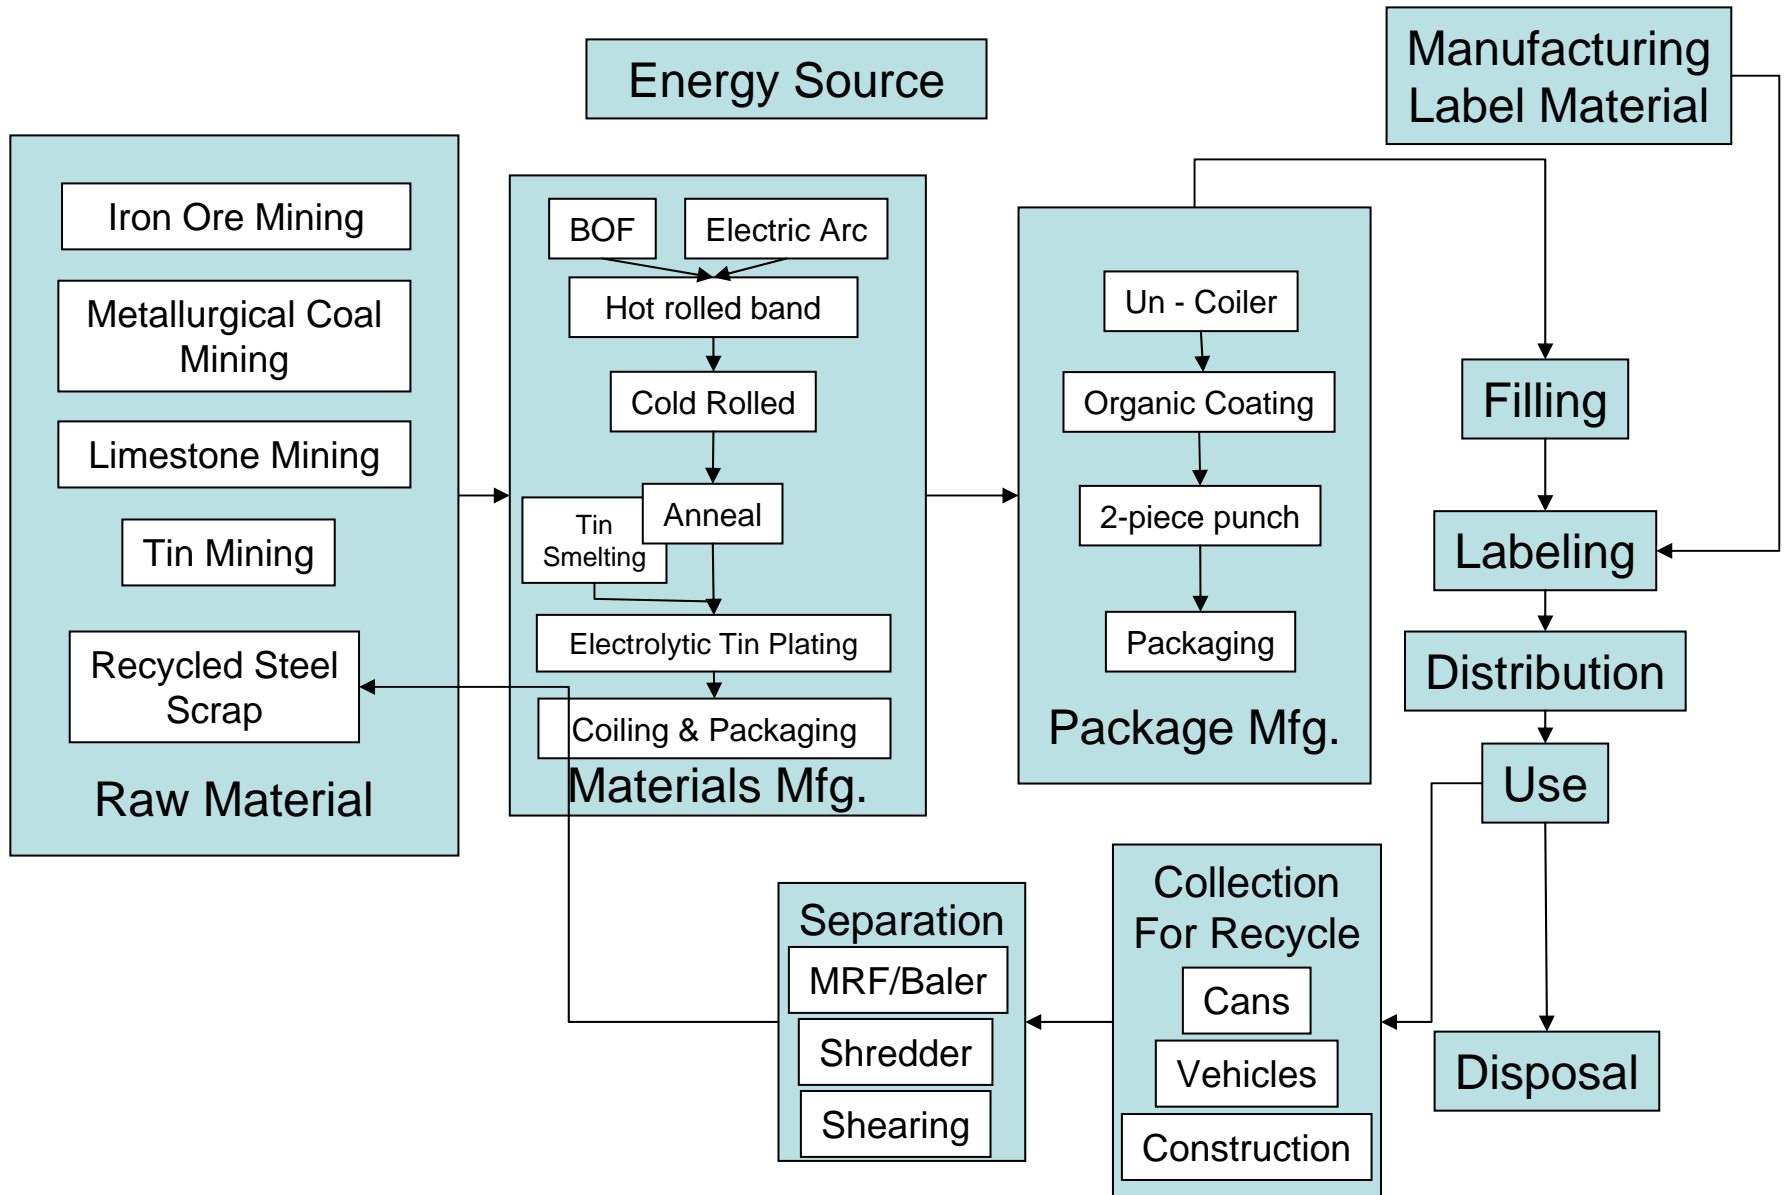 Energy Source
Manufacturing
Label Material
Iron Ore Mining
Metallurgical Coal
Mining
Limestone Mining
Tin Mining
Recycled Steel
Scrap
Raw Material
BOF
Electric Arc
Hot rolled band
Cold Rolled
Anneal
Tin
Smelting
Electrolytic Tin Plating
Coiling & Packaging
Materials Mfg.
Un - Coiler
Organic Coating
2-piece punch
Packaging
Package Mfg.
Filling
Labeling
Distribution
Use
Disposal
Collection
For Recycle
Cans
Vehicles
Construction
Separation
MRF/Baler
Shredder
Shearing